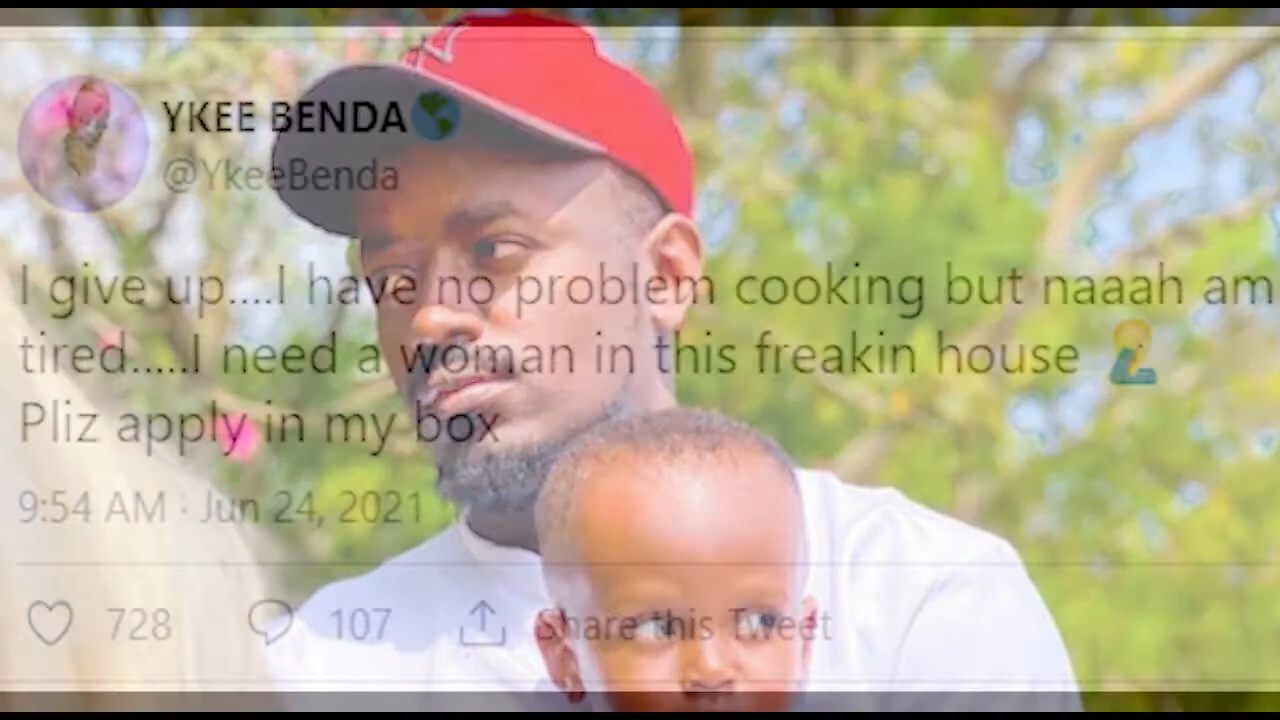 YKEE BENDA
@YkeeBenda
I give up....I have no problem cooking but naaah am
tired.....I need a woman in this freakin house
Pliz apply in my box
9:54 AM · Jun 24, 2021
728 107 Share this Tweet